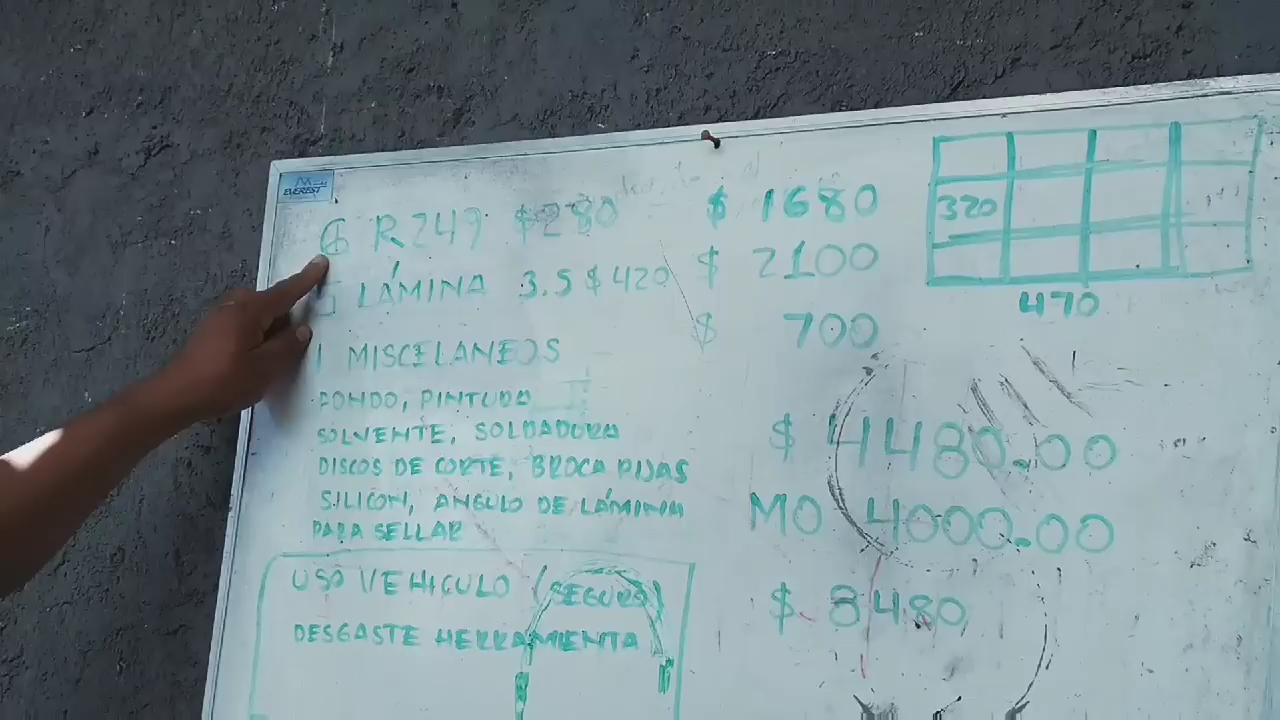 EVEREST
6 R249 $280 $ 1680
5 LÁMINA 3.5 $ 420 $ 2100
1 MISCELANEOS $ 700
FONDO, PINTURA
SOLVENTE, SOLDADURA
DISCOS DE CORTE, BROCA PIJAS
SILICON, ANGULO DE LÁMINA
PARA SELLAR
$ 4480.00
MO 4000.00
$ 8480
USO VEHICULO (SEGURO)
DESGASTE HERRAMIENTA
320
470